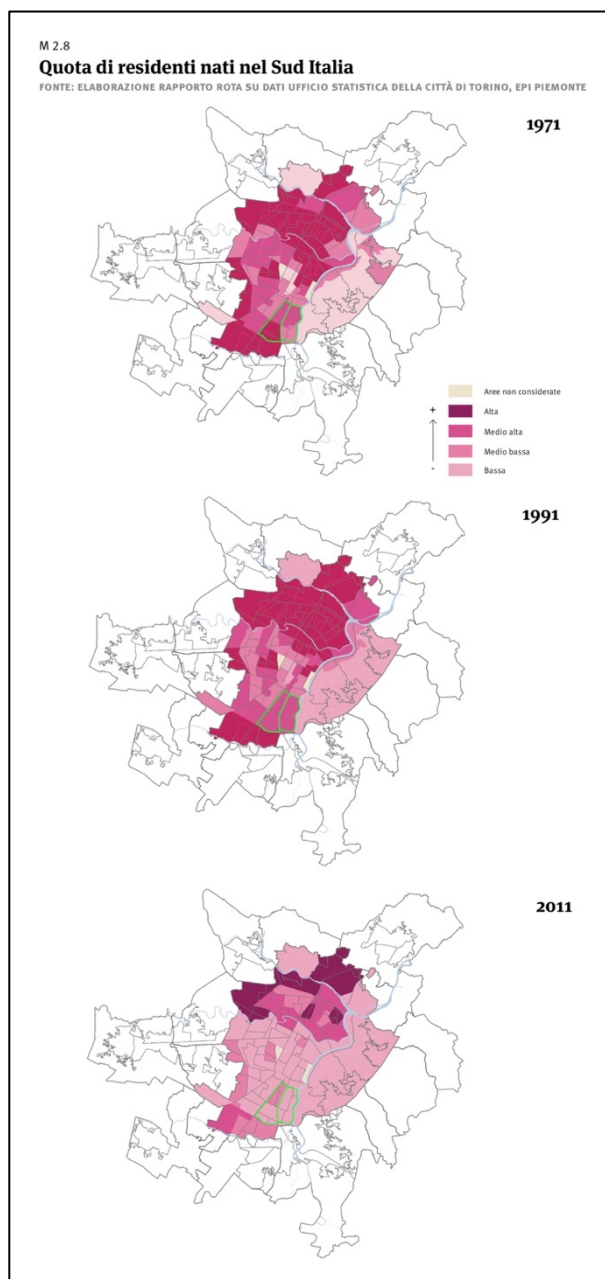 M 2.8
Quota di residenti nati nel Sud Italia
FONTE: ELABORAZIONE RAPPORTO ROTA SU DATI UFFICIO STATISTICA DELLA CITTÀ DI TORINO, EPI PIEMONTE
1971
Aree non considerate
+ Alta
Medio alta
Medio bassa
- Bassa
1991
2011